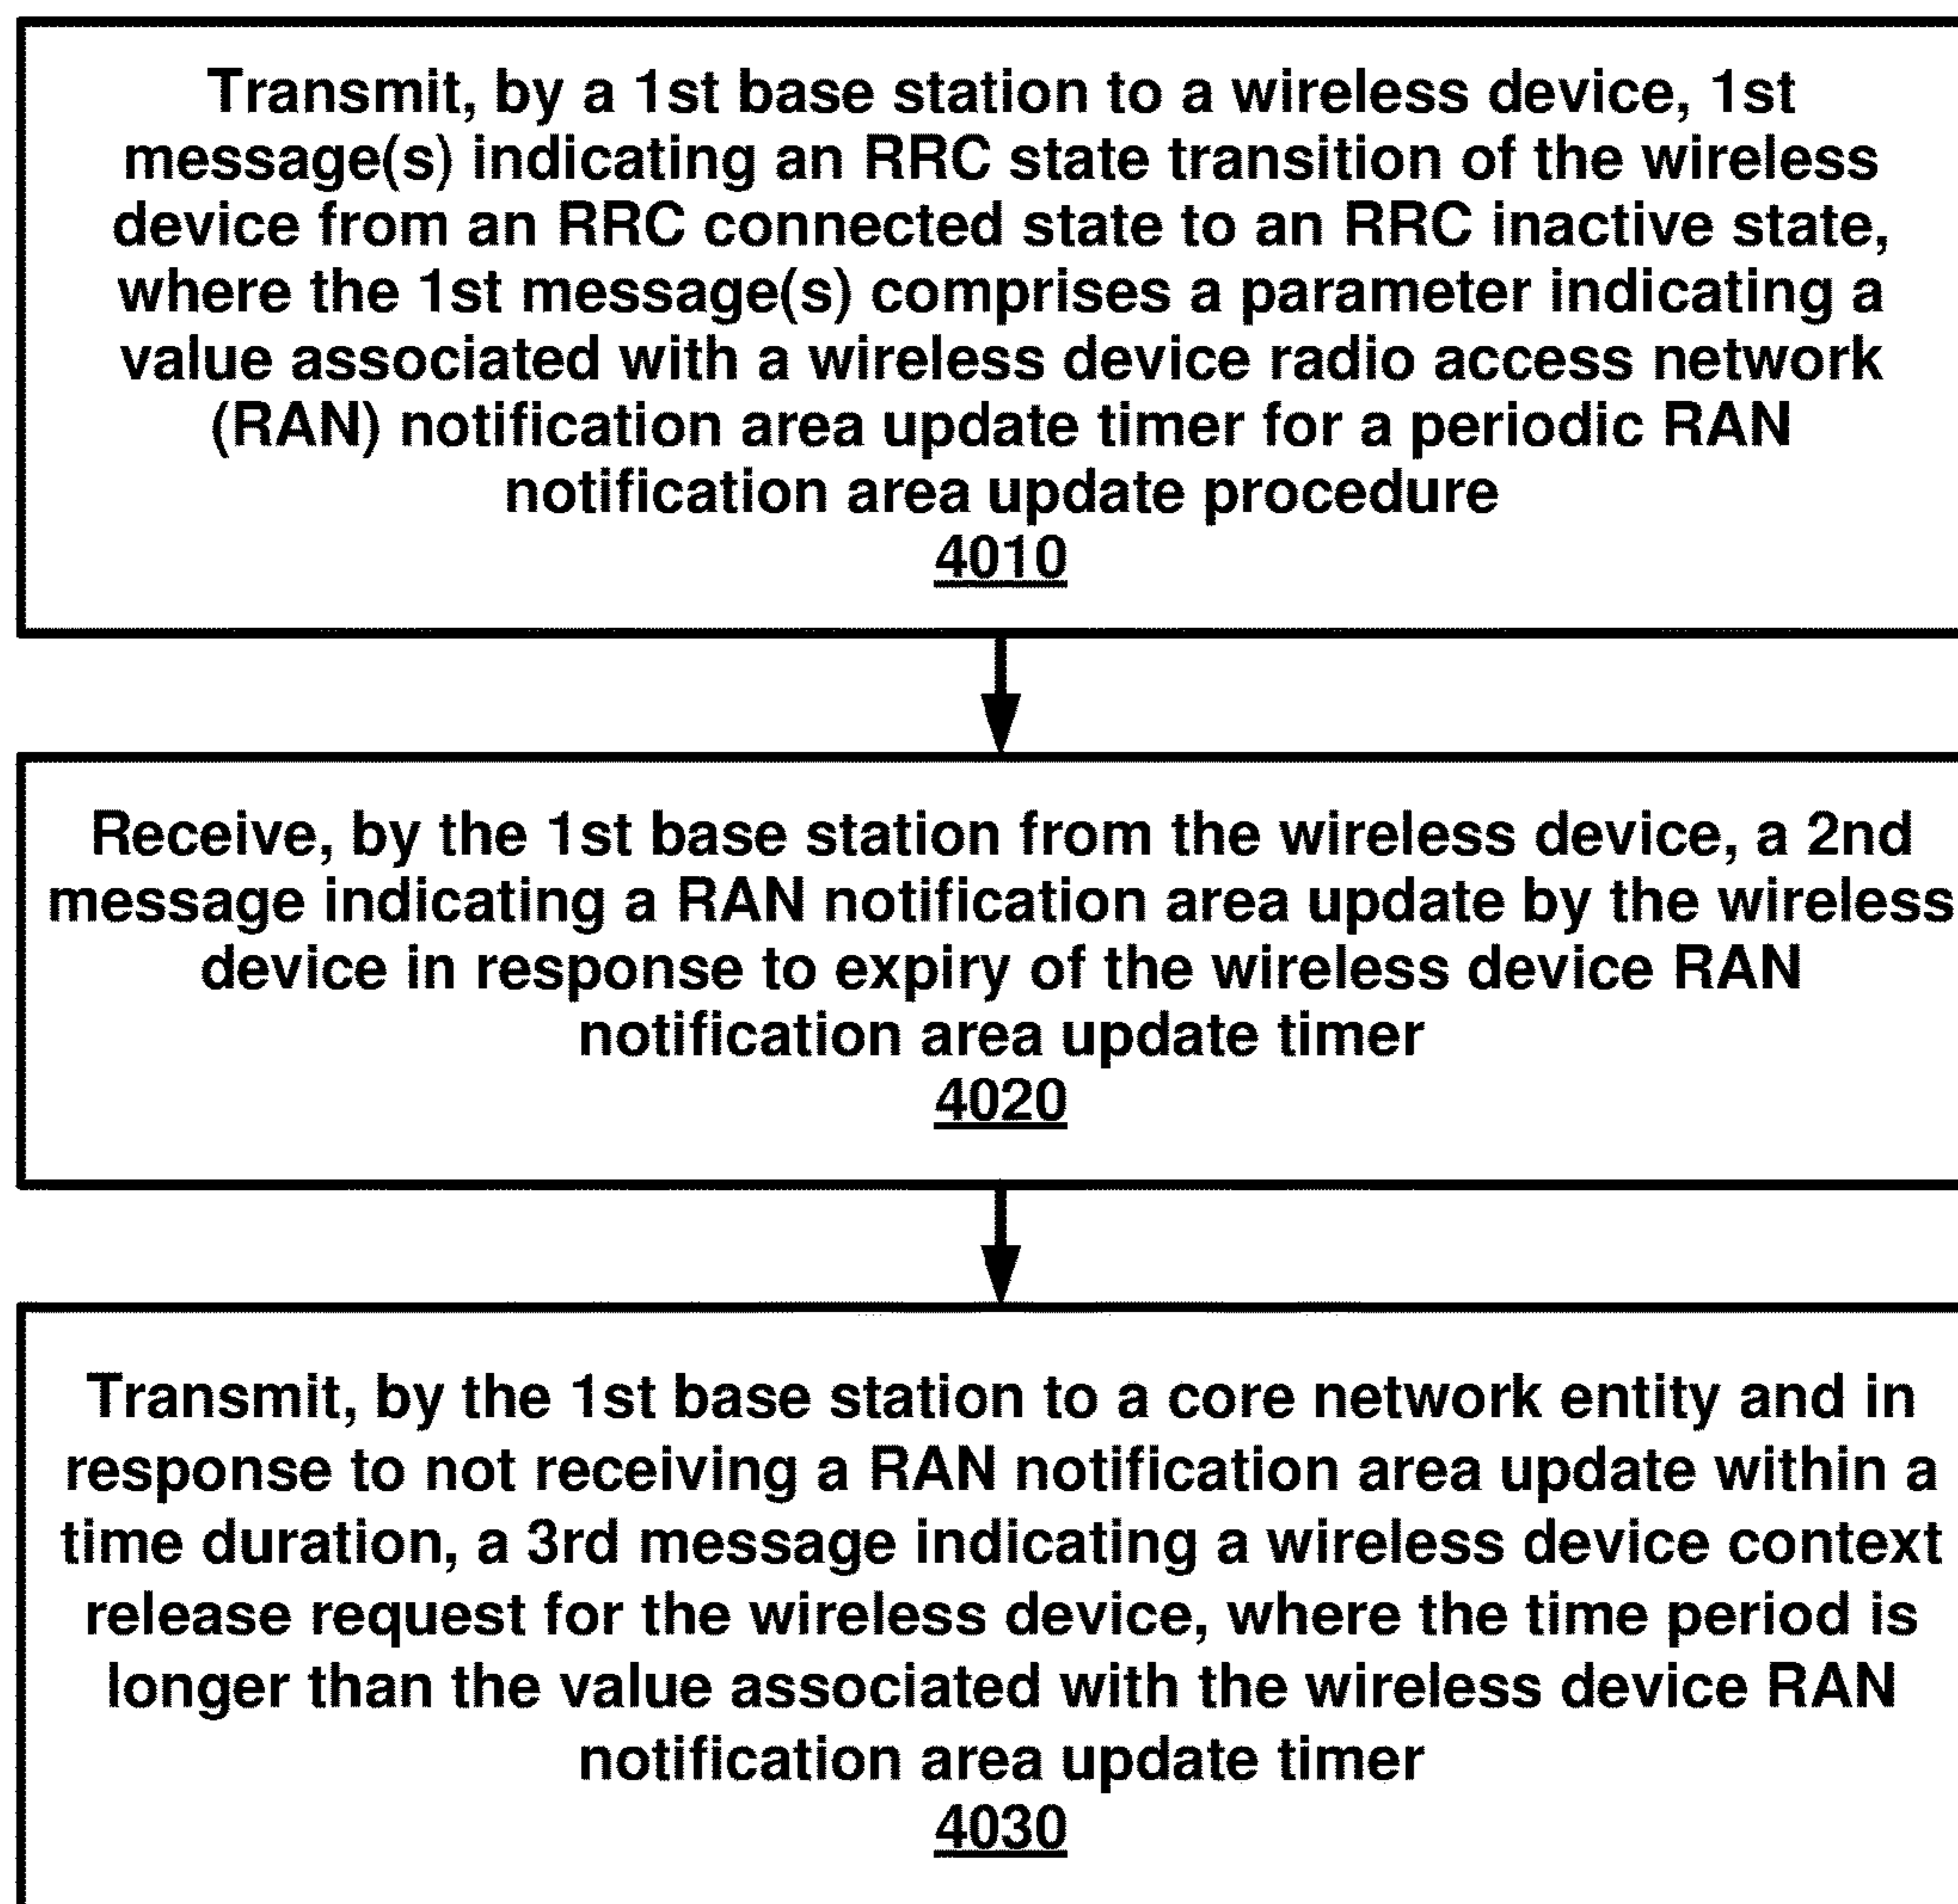 Transmit, by a 1st base station to a wireless device, 1st
message(s) indicating an RRC state transition of the wireless
device from an RRC connected state to an RRC inactive state,
where the 1st message(s) comprises a parameter indicating a
value associated with a wireless device radio access network
(RAN) notification area update timer for a periodic RAN
notification area update procedure
4010
Receive, by the 1st base station from the wireless device, a 2nd
message indicating a RAN notification area update by the wireless
device in response to expiry of the wireless device RAN
notification area update timer
4020
Transmit, by the 1st base station to a core network entity and in
response to not receiving a RAN notification area update within a
time duration, a 3rd message indicating a wireless device context
release request for the wireless device, where the time period is
longer than the value associated with the wireless device RAN
notification area update timer
4030